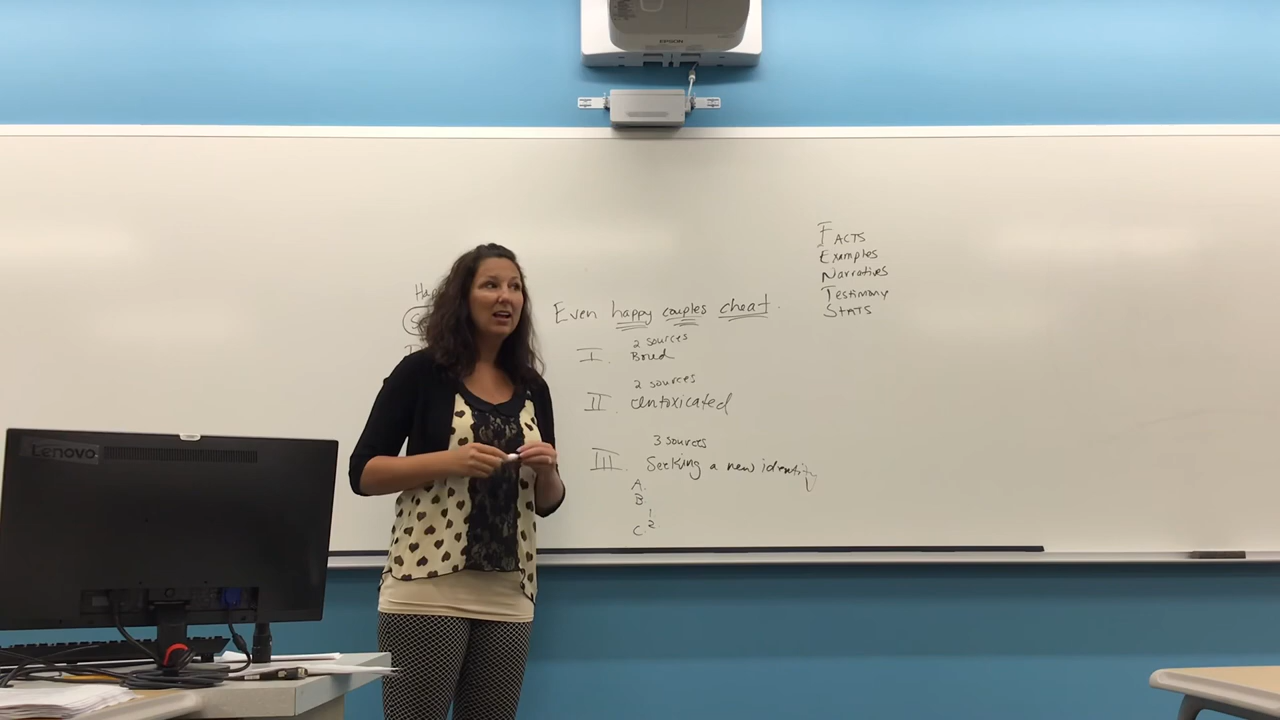 EPSON
FACTS
Examples
Narratives
Testimony
STATS
Even happy couples cheat.
2 sources
I. Bored
2 sources
II. intoxicated
3 sources
III. Seeking a new identity
A.
B.
1
2.
C.
Lenovo